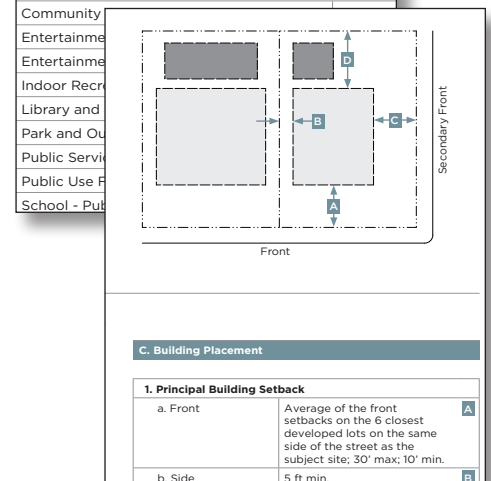 Community
Entertainme
Entertainme
Indoor Recr
Library and
Park and Ou
Public Servi
Public Use F
School - Pub
D
B
C
A
Secondary Front
Front
C. Building Placement
1. Principal Building Setback
a. Front
Average of the front
setbacks on the 6 closest
developed lots on the same
side of the street as the
subject site; 30' max; 10' min.
A
b. Side
5 ft min
B